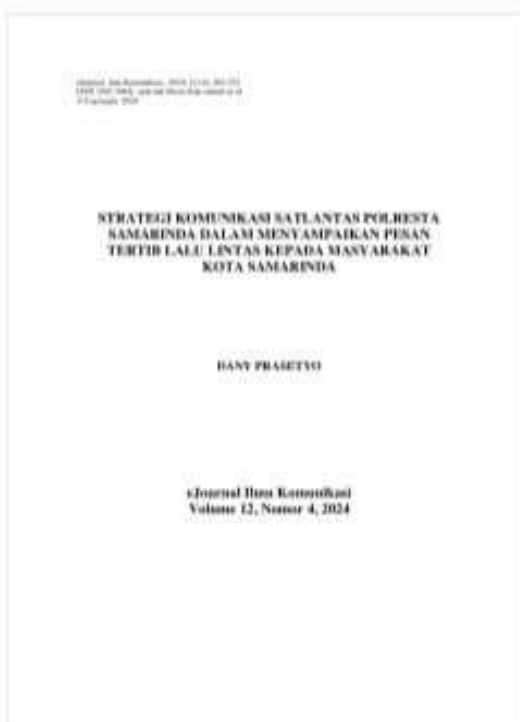 STRATEGI KOMUNIKASI SATLANTAS POLRESTA
SAMARINDA DALAM MENYAMPAIKAN PESAN
TERTIB LALU LINTAS KEPADA MASYARAKAT
KOTA SAMARINDA
DANY PRASETYO
eJournal Ilmu Komunikasi
Volume 12, Nomor 4, 2024